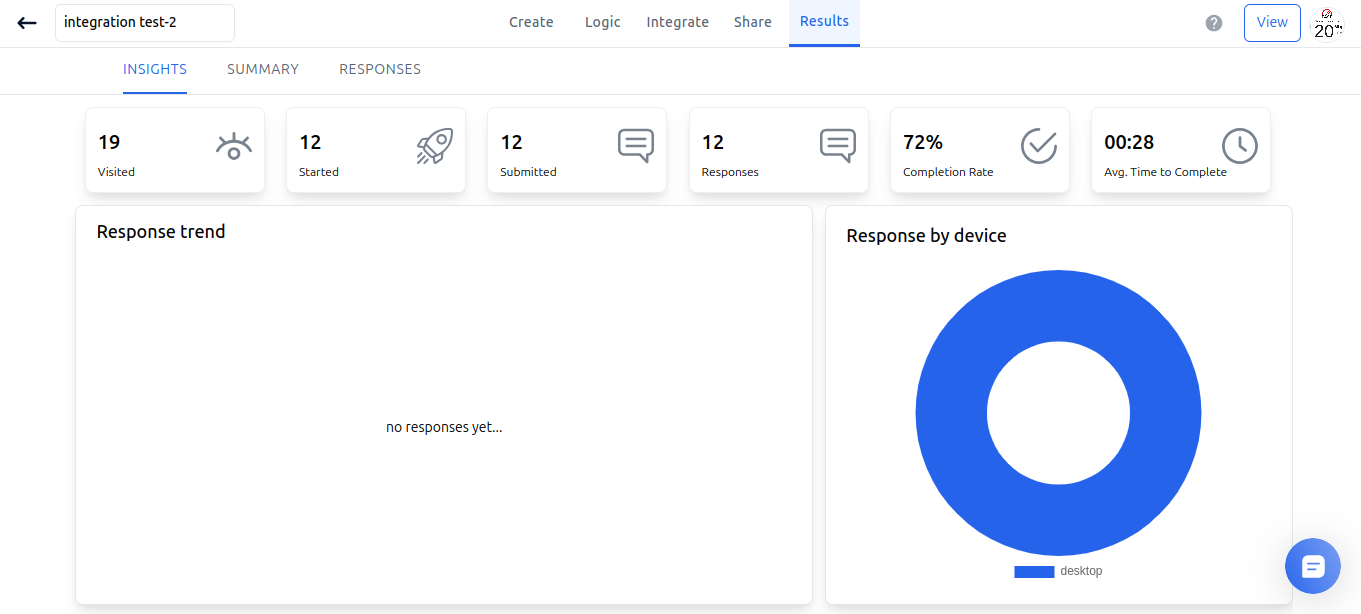 integration test-2
Create Logic Integrate Share Results
View
20
INSIGHTS SUMMARY RESPONSES
19
Visited
12
Started
12
Submitted
12
Responses
72%
Completion Rate
00:28
Avg. Time to Complete
Response trend
no responses yet...
Response by device
desktop